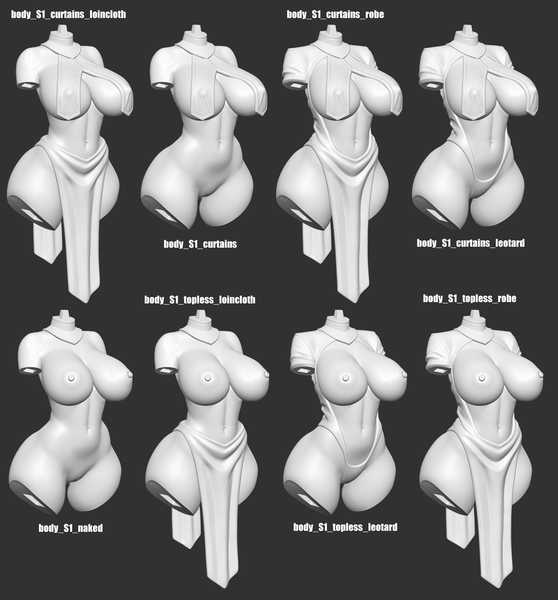 body_S1_curtains_loincloth
body_S1_curtains_robe
body_S1_curtains
body_S1_curtains_leotard
body_S1_topless_loincloth
body_S1_topless_robe
body_S1_naked
body_S1_topless_leotard